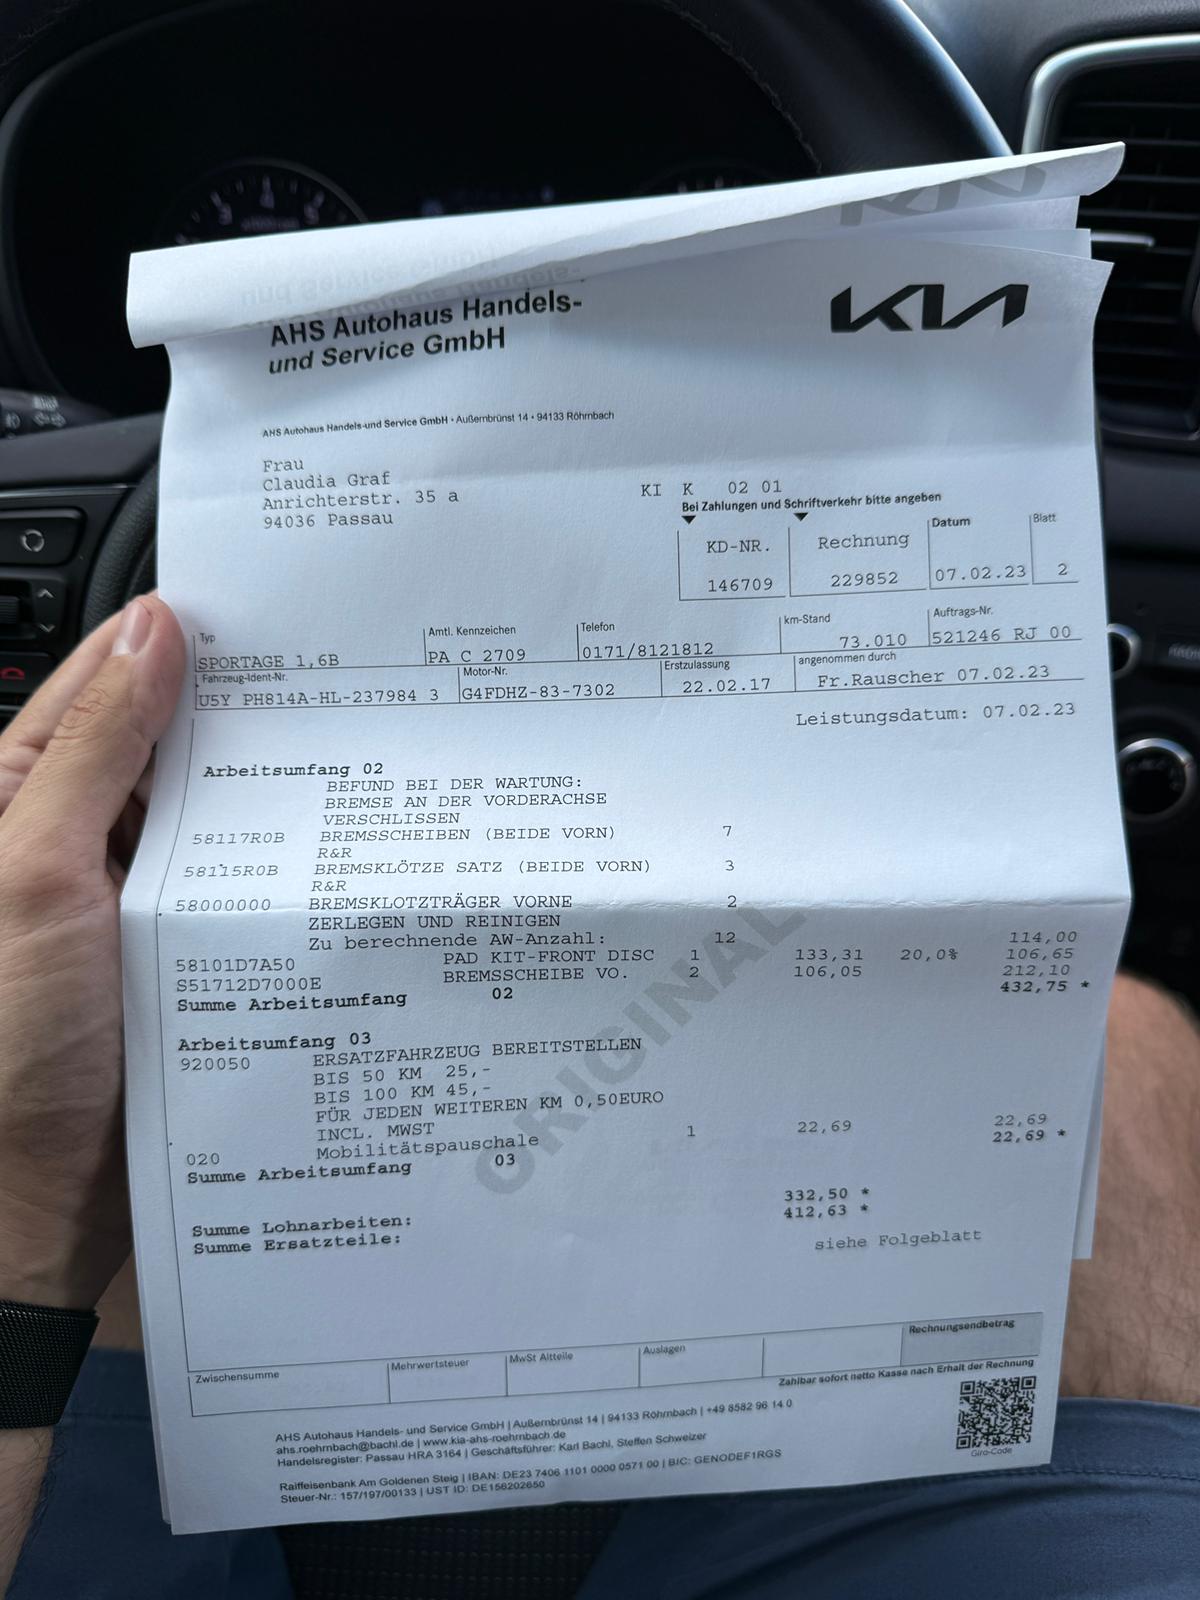 AHS Autohaus Handels-
und Service GmbH
KIA
AHS Autohaus Handels-und Service GmbH • Außernbrünst 14 • 94133 Röhrnbach
Frau
Claudia Graf
Anrichterstr. 35 a
94036 Passau
KI K 02 01
Bei Zahlungen und Schriftverkehr bitte angeben
KD-NR. Rechnung Datum Blatt
146709 229852 07.02.23 2
Typ Amtl. Kennzeichen Telefon km-Stand Auftrags-Nr.
SPORTAGE 1,6B PA C 2709 0171/8121812 73.010 521246 RJ 00
Fahrzeug-Ident-Nr. Motor-Nr. Erstzulassung angenommen durch
U5Y PH814A-HL-237984 3 G4FDHZ-83-7302 22.02.17 Fr.Rauscher 07.02.23
Leistungsdatum: 07.02.23
Arbeitsumfang 02
BEFUND BEI DER WARTUNG:
BREMSE AN DER VORDERACHSE
VERSCHLISSEN
58117R0B BREMSSCHEIBEN (BEIDE VORN) 7
R&R
58115R0B BREMSKLÖTZE SATZ (BEIDE VORN) 3
R&R
58000000 BREMSKLOTZTRÄGER VORNE 2
ZERLEGEN UND REINIGEN
Zu berechnende AW-Anzahl: 12 114,00
58101D7A50 PAD KIT-FRONT DISC 1 133,31 20,0% 106,65
S51712D7000E BREMSSCHEIBE VO. 2 106,05 212,10
Summe Arbeitsumfang 02 432,75 *
Arbeitsumfang 03
920050 ERSATZFAHRZEUG BEREITSTELLEN
BIS 50 KM 25,-
BIS 100 KM 45,-
FÜR JEDEN WEITEREN KM 0,50EURO
INCL. MWST
020 Mobilitätspauschale 1 22,69 22,69
Summe Arbeitsumfang 03 22,69 *
Summe Lohnarbeiten: 332,50 *
Summe Ersatzteile: 412,63 *
siehe Folgeblatt
ORIGINAL
Zwischensumme Mehrwertsteuer MwSt Altteile Auslagen Rechnungsendbetrag
Zahlbar sofort netto Kasse nach Erhalt der Rechnung
AHS Autohaus Handels- und Service GmbH | Außernbrünst 14 | 94133 Röhrnbach | +49 8582 96 14 0
ahs.roehrnbach@bachl.de | www.kia-ahs-roehrnbach.de
Handelsregister: Passau HRA 3164 | Geschäftsführer: Karl Bachl, Steffen Schweizer
Raiffeisenbank Am Goldenen Steig | IBAN: DE23 7406 1101 0000 0571 00 | BIC: GENODEF1RGS
Steuer-Nr.: 157/197/00133 | UST ID: DE156202650
Giro-Code